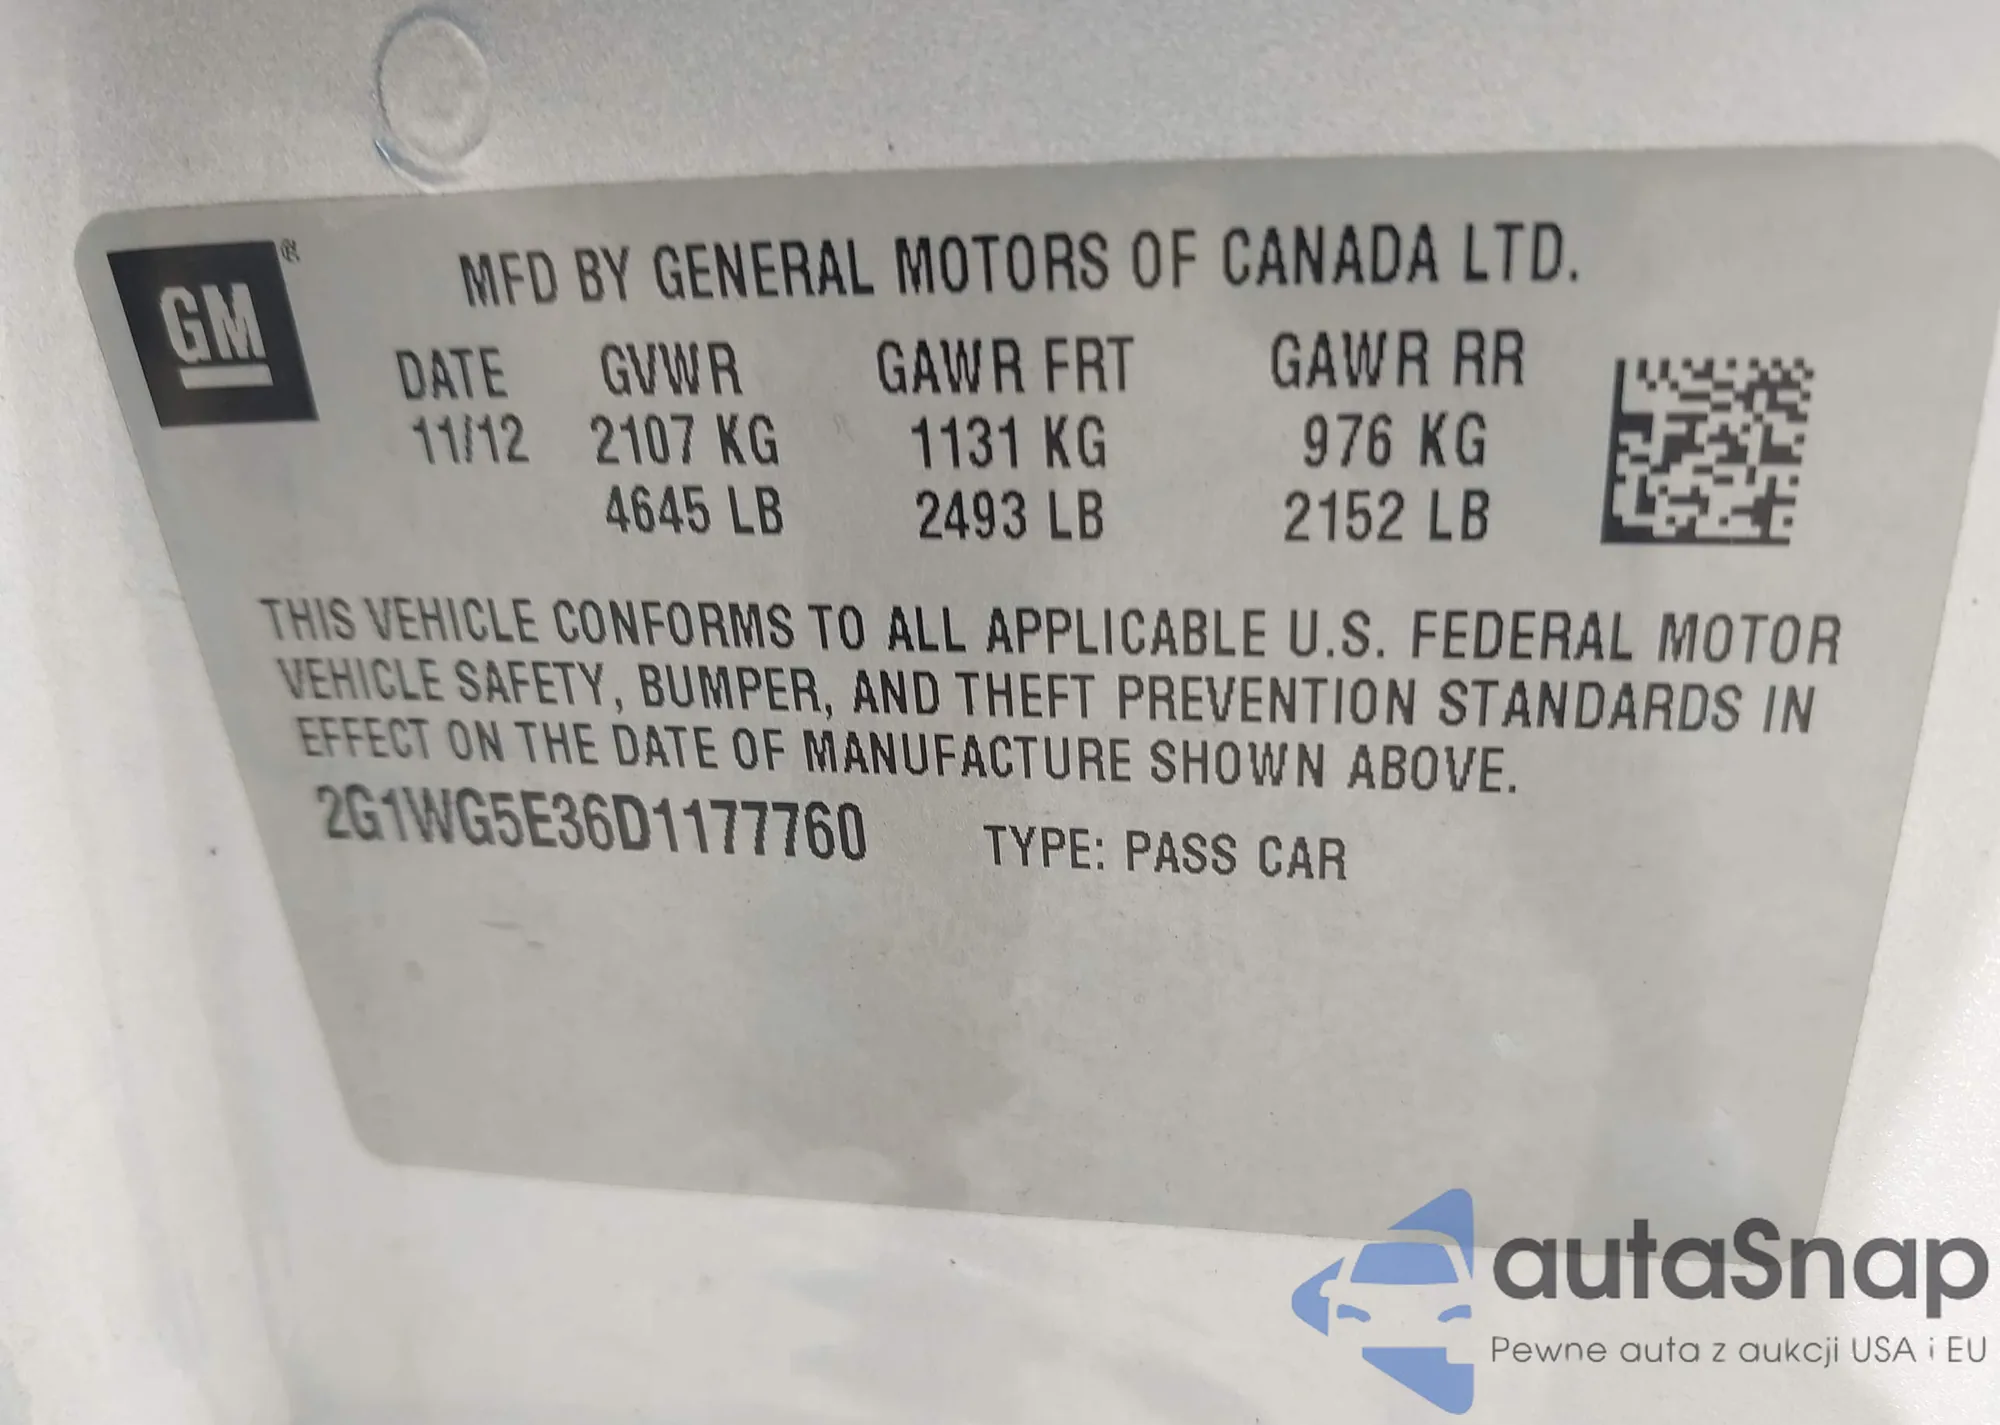 GM®
MFD BY GENERAL MOTORS OF CANADA LTD.
DATE GVWR GAWR FRT GAWR RR
11/12 2107 KG 1131 KG 976 KG
4645 LB 2493 LB 2152 LB
THIS VEHICLE CONFORMS TO ALL APPLICABLE U.S. FEDERAL MOTOR
VEHICLE SAFETY, BUMPER, AND THEFT PREVENTION STANDARDS IN
EFFECT ON THE DATE OF MANUFACTURE SHOWN ABOVE.
2G1WG5E36D1177760 TYPE: PASS CAR
autaSnap
Pewne auta z aukcji USA i EU